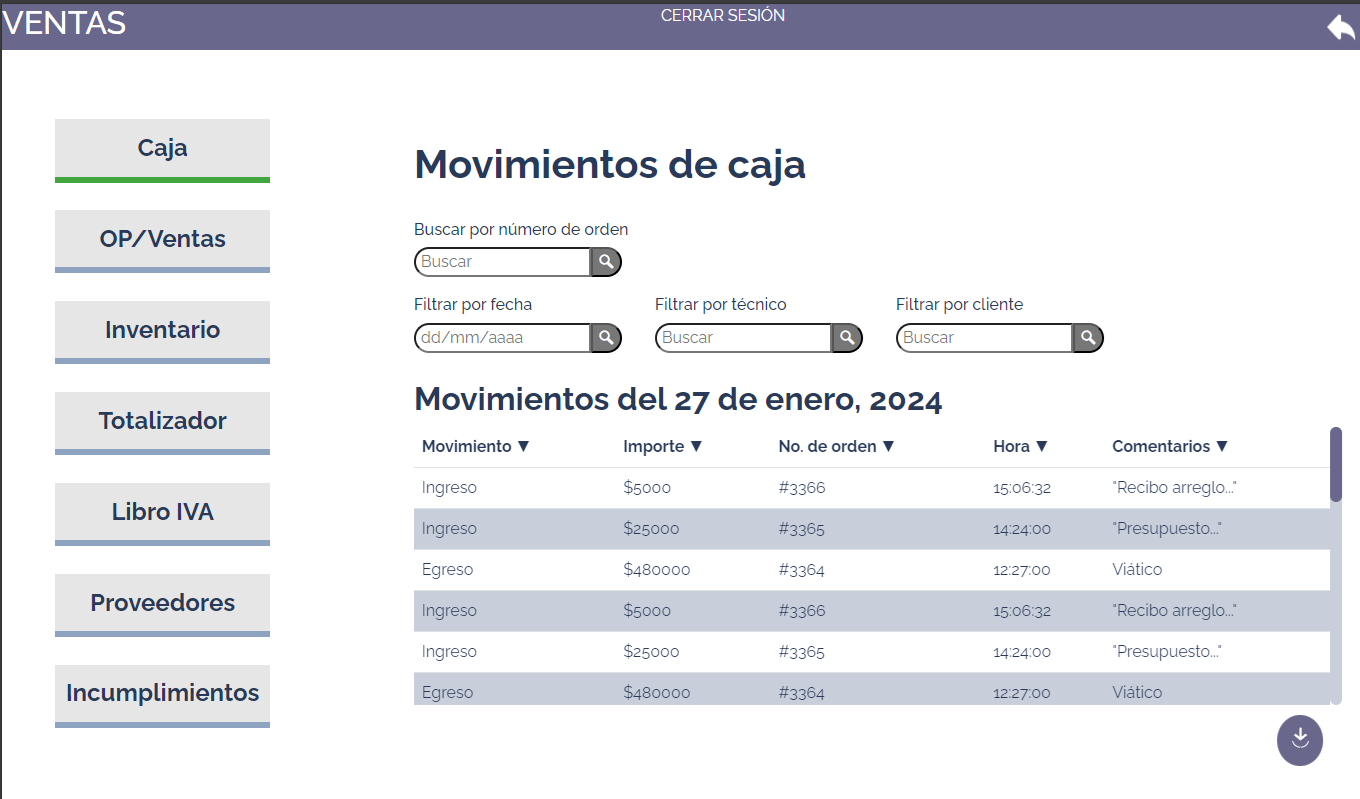 VENTAS
CERRAR SESIÓN
Caja
OP/Ventas
Inventario
Totalizador
Libro IVA
Proveedores
Incumplimientos
Movimientos de caja
Buscar por número de orden
Buscar
Filtrar por fecha Filtrar por técnico Filtrar por cliente
dd/mm/aaaa Buscar Buscar
Movimientos del 27 de enero, 2024
Movimiento ▼ Importe ▼ No. de orden ▼ Hora ▼ Comentarios ▼
Ingreso $5000 #3366 15:06:32 "Recibo arreglo..."
Ingreso $25000 #3365 14:24:00 "Presupuesto..."
Egreso $480000 #3364 12:27:00 Viático
Ingreso $5000 #3366 15:06:32 "Recibo arreglo..."
Ingreso $25000 #3365 14:24:00 "Presupuesto..."
Egreso $480000 #3364 12:27:00 Viático